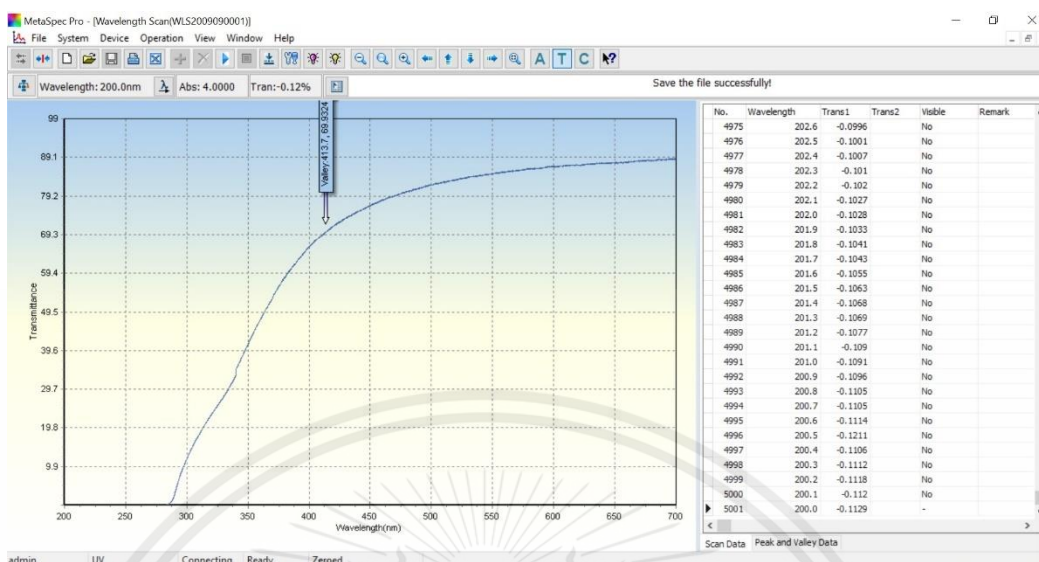 MetaSpec Pro - [Wavelength Scan(WLS2009090001)]
File System Device Operation View Window Help
A T C
Wavelength: 200.0nm Abs: 4.0000 Tran:-0.12% Save the file successfully!
Valley:413.7, 69.9324
99
89.1
79.2
69.3
59.4
49.5
39.6
29.7
19.8
9.9
Transmittance
200 250 300 350 400 450 500 550 600 650 700
Wavelength(nm)
No. Wavelength Trans1 Trans2 Visible Remark
4975 202.6 -0.0996 No
4976 202.5 -0.1001 No
4977 202.4 -0.1007 No
4978 202.3 -0.101 No
4979 202.2 -0.102 No
4980 202.1 -0.1027 No
4981 202.0 -0.1028 No
4982 201.9 -0.1033 No
4983 201.8 -0.1041 No
4984 201.7 -0.1043 No
4985 201.6 -0.1055 No
4986 201.5 -0.1063 No
4987 201.4 -0.1068 No
4988 201.3 -0.1069 No
4989 201.2 -0.1077 No
4990 201.1 -0.109 No
4991 201.0 -0.1091 No
4992 200.9 -0.1096 No
4993 200.8 -0.1105 No
4994 200.7 -0.1105 No
4995 200.6 -0.1114 No
4996 200.5 -0.1211 No
4997 200.4 -0.1106 No
4998 200.3 -0.1112 No
4999 200.2 -0.1118 No
5000 200.1 -0.112 No
5001 200.0 -0.1129 -
Scan Data Peak and Valley Data
admin UV Connecting Ready Zeroed